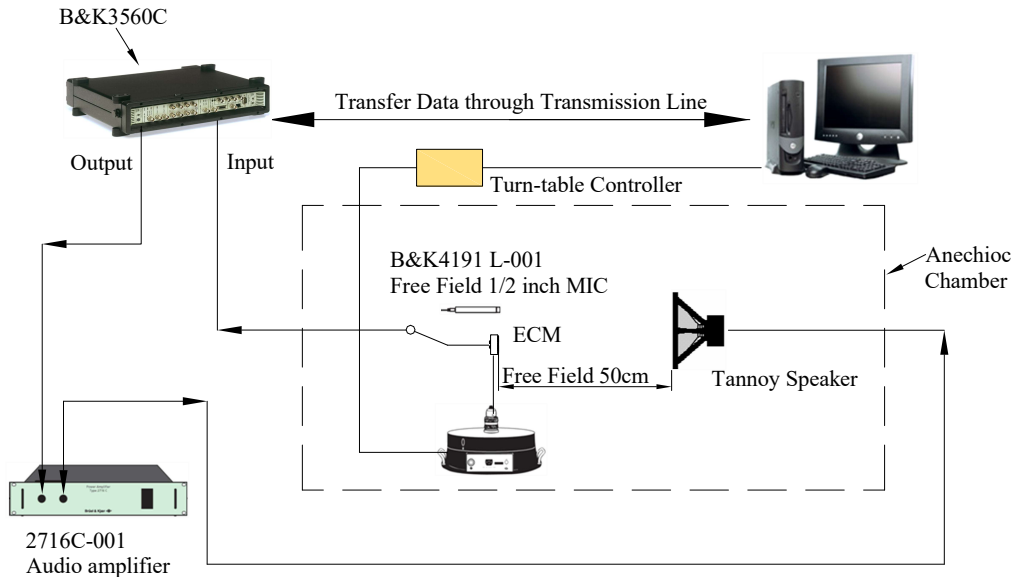 B&K3560C
Transfer Data through Transmission Line
Output
Input
Turn-table Controller
B&K4191 L-001
Free Field 1/2 inch MIC
Anechioc
Chamber
ECM
Free Field 50cm
Tannoy Speaker
2716C-001
Audio amplifier